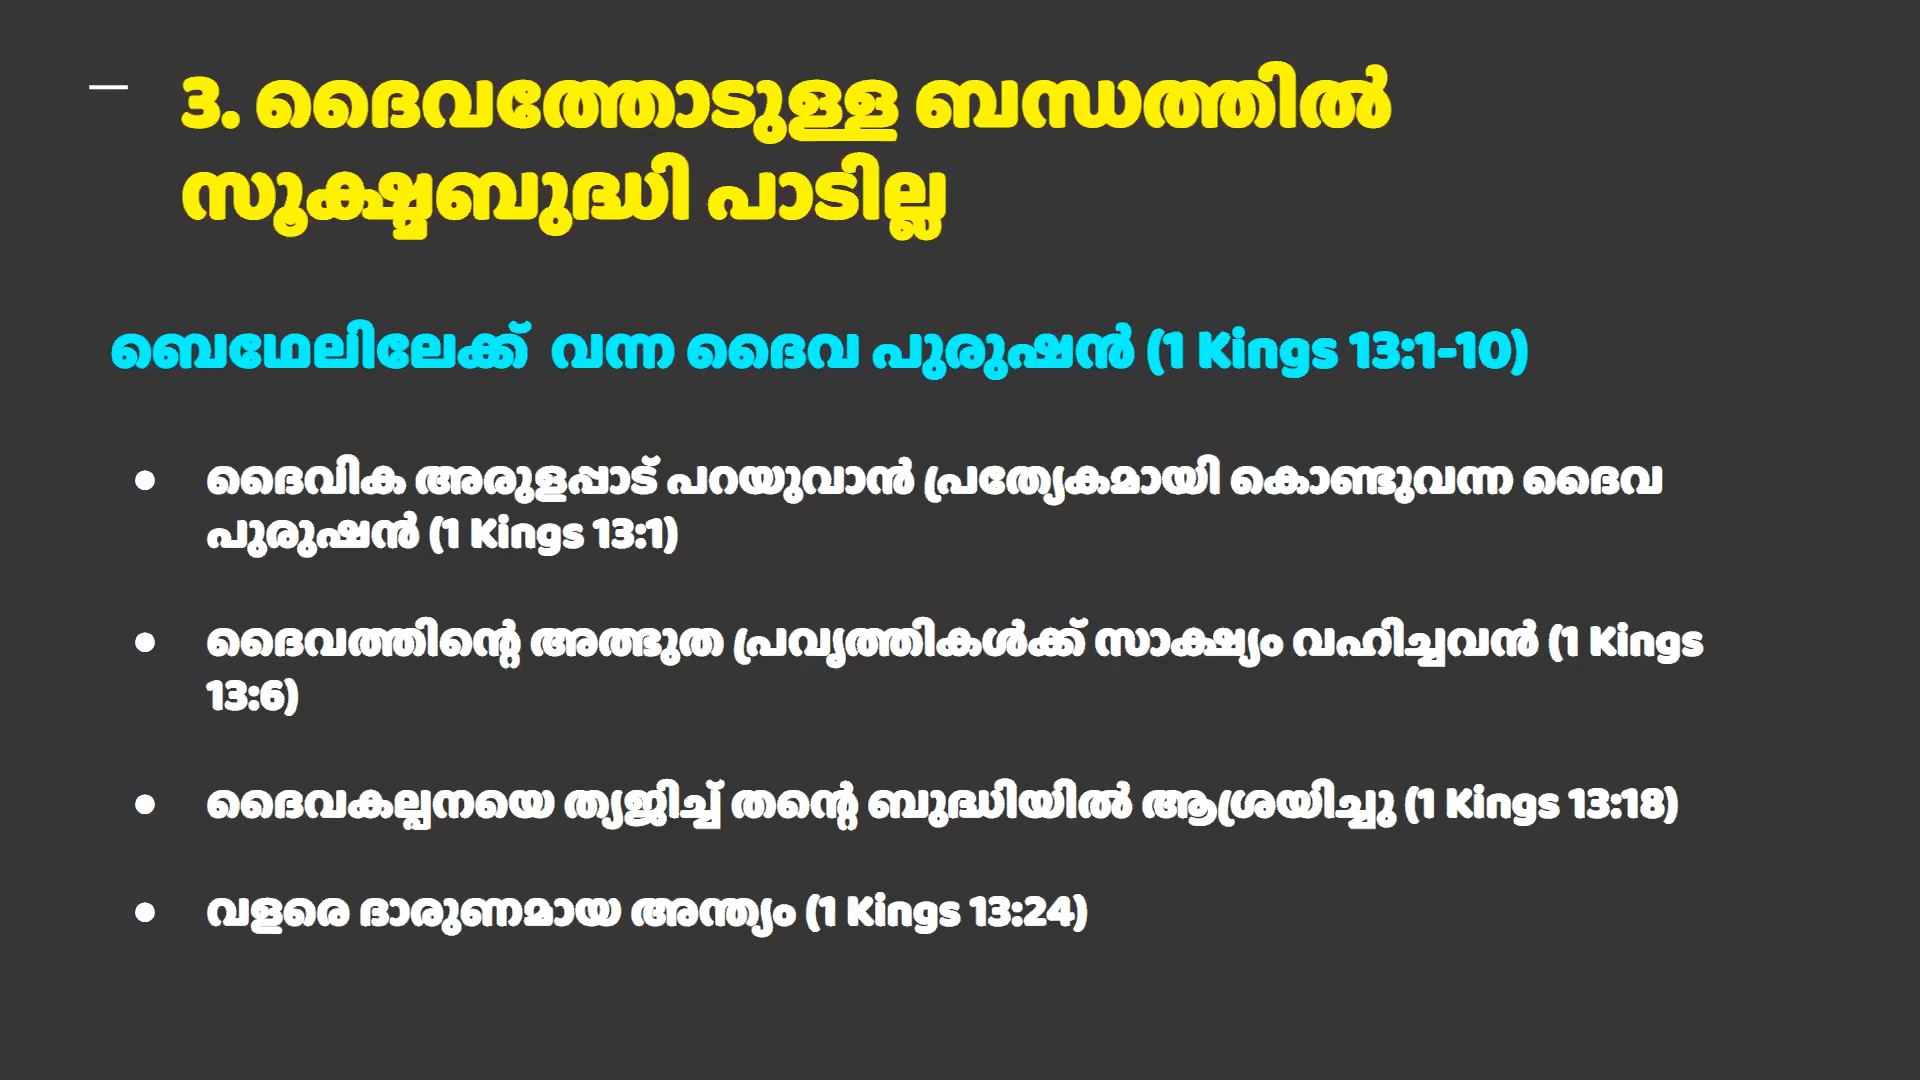 3. ദൈവത്തോടുള്ള ബന്ധത്തിൽ
സൂക്ഷ്മബുദ്ധി പാടില്ല
ബെഥേലിലേക്ക് വന്ന ദൈവ പുരുഷൻ (1 Kings 13:1-10)
● ദൈവിക അരുളപ്പാട് പറയുവാൻ പ്രത്യേകമായി കൊണ്ടുവന്ന ദൈവ
പുരുഷൻ (1 Kings 13:1)
● ദൈവത്തിന്റെ അത്ഭുത പ്രവൃത്തികൾക്ക് സാക്ഷ്യം വഹിച്ചവൻ (1 Kings
13:6)
● ദൈവകല്പനയെ ത്യജിച്ച് തന്റെ ബുദ്ധിയിൽ ആശ്രയിച്ചു (1 Kings 13:18)
● വളരെ ദാരുണമായ അന്ത്യം (1 Kings 13:24)